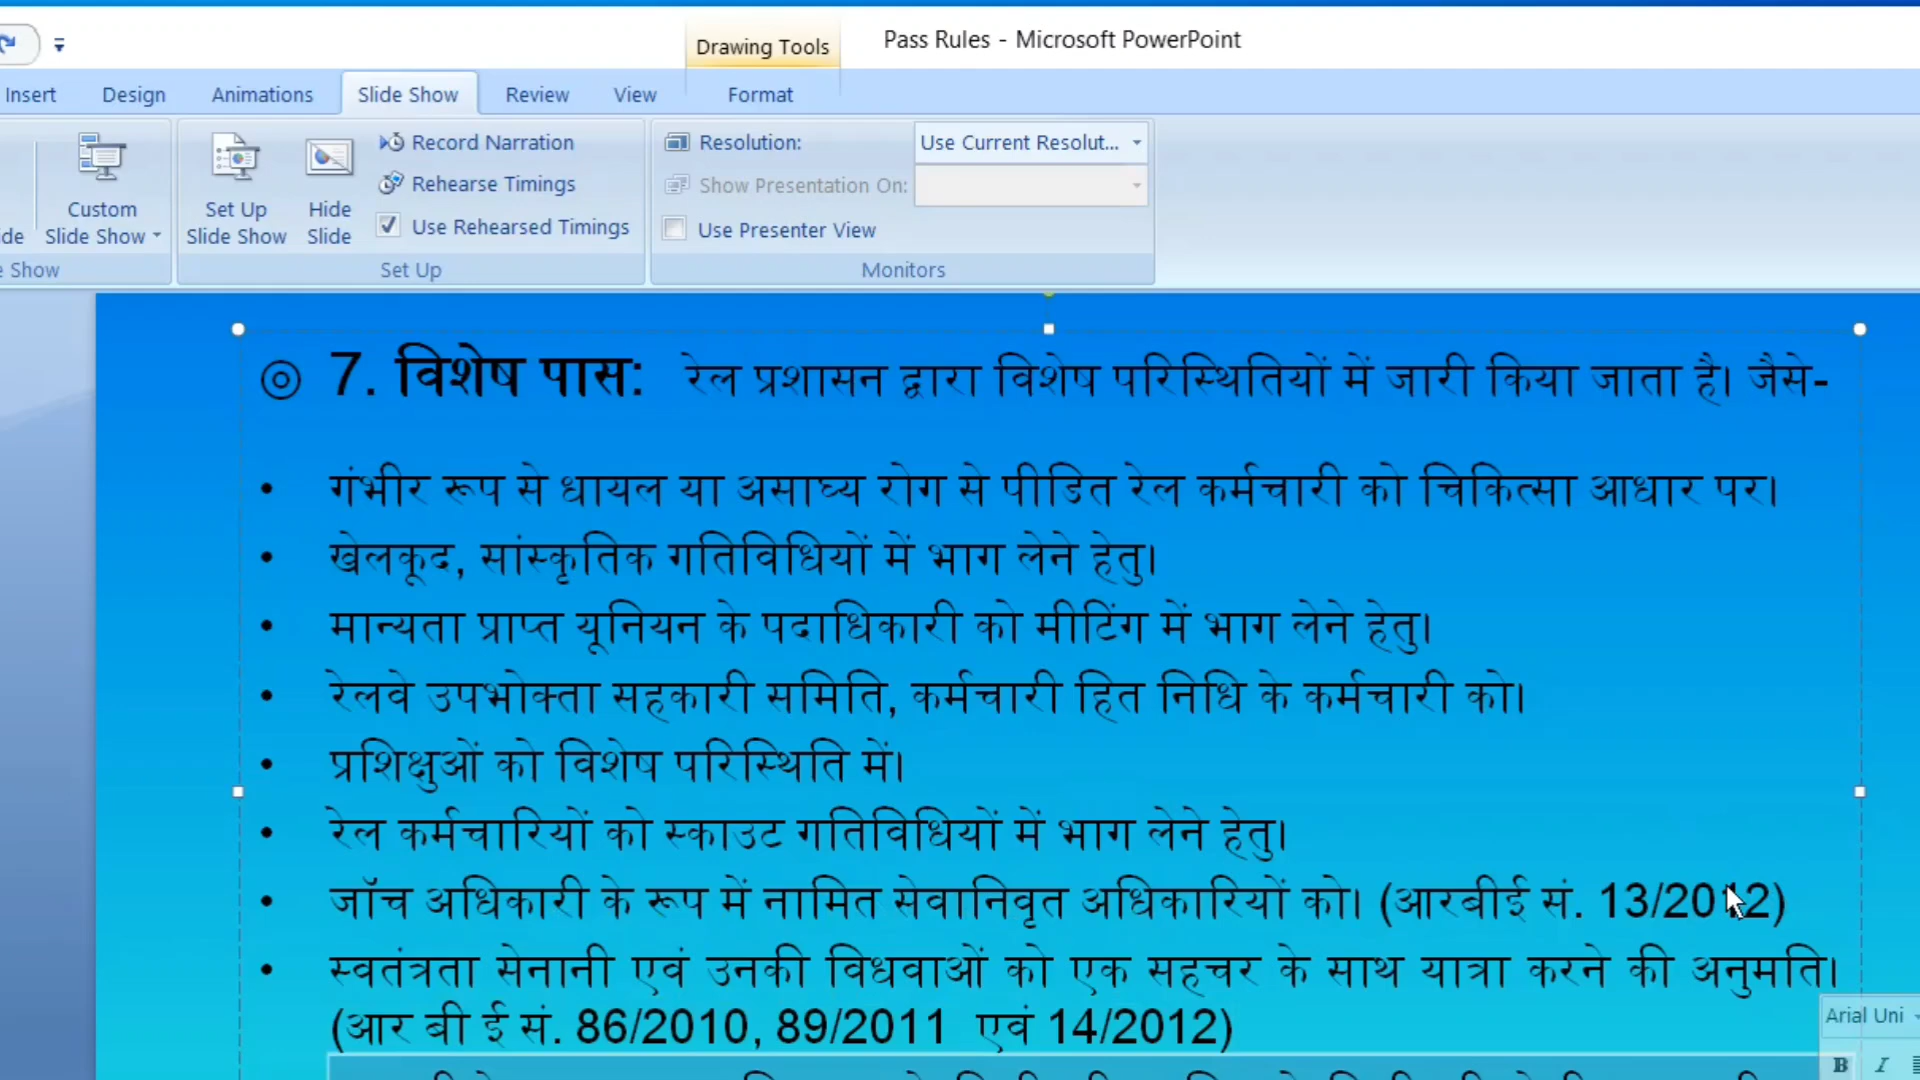 Drawing Tools
Pass Rules - Microsoft PowerPoint
Insert Design Animations Slide Show Review View Format
Record Narration
Resolution: Use Current Resolut...
Rehearse Timings
Show Presentation On:
Custom Slide Show
Set Up Slide Show
Hide Slide
Use Rehearsed Timings
Use Presenter View
Set Up
Monitors
7. विशेष पास: रेल प्रशासन द्वारा विशेष परिस्थितियों में जारी किया जाता है। जैसे-
• गंभीर रूप से धायल या असाघ्य रोग से पीडित रेल कर्मचारी को चिकित्सा आधार पर।
• खेलकूद, सांस्कृतिक गतिविधियों में भाग लेने हेतु।
• मान्यता प्राप्त यूनियन के पदाधिकारी को मीटिंग में भाग लेने हेतु।
• रेलवे उपभोक्ता सहकारी समिति, कर्मचारी हित निधि के कर्मचारी को।
• प्रशिक्षुओं को विशेष परिस्थिति में।
• रेल कर्मचारियों को स्काउट गतिविधियों में भाग लेने हेतु।
• जॉच अधिकारी के रूप में नामित सेवानिवृत अधिकारियों को। (आरबीई सं. 13/2012)
• स्वतंत्रता सेनानी एवं उनकी विधवाओं को एक सहचर के साथ यात्रा करने की अनुमति।
(आर बी ई सं. 86/2010, 89/2011 एवं 14/2012)
Arial Uni
B I